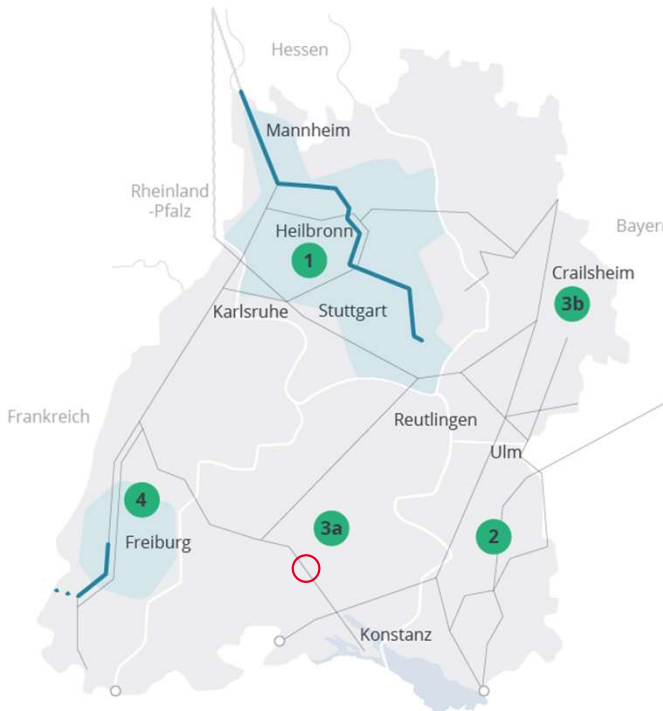 Hessen
Mannheim
Rheinland
-Pfalz
Bayern
Heilbronn
1
Crailsheim
3b
Karlsruhe
Stuttgart
Frankreich
Reutlingen
Ulm
4
3a
2
Freiburg
Konstanz